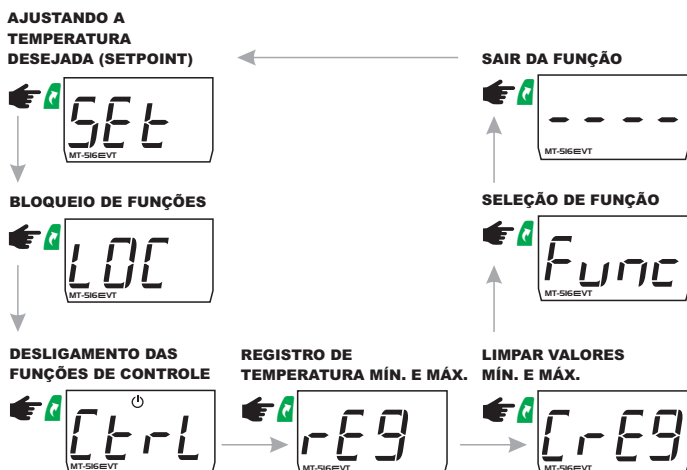 AJUSTANDO A
TEMPERATURA
DESEJADA (SETPOINT)
SEt
MT-516EVT
BLOQUEIO DE FUNÇÕES
LOC
MT-516EVT
DESLIGAMENTO DAS
FUNÇÕES DE CONTROLE
CtrL
MT-516EVT
REGISTRO DE
TEMPERATURA MÍN. E MÁX.
rEg
MT-516EVT
LIMPAR VALORES
MÍN. E MÁX.
CrEg
MT-516EVT
SELEÇÃO DE FUNÇÃO
Func
MT-516EVT
SAIR DA FUNÇÃO
- - - -
MT-516EVT